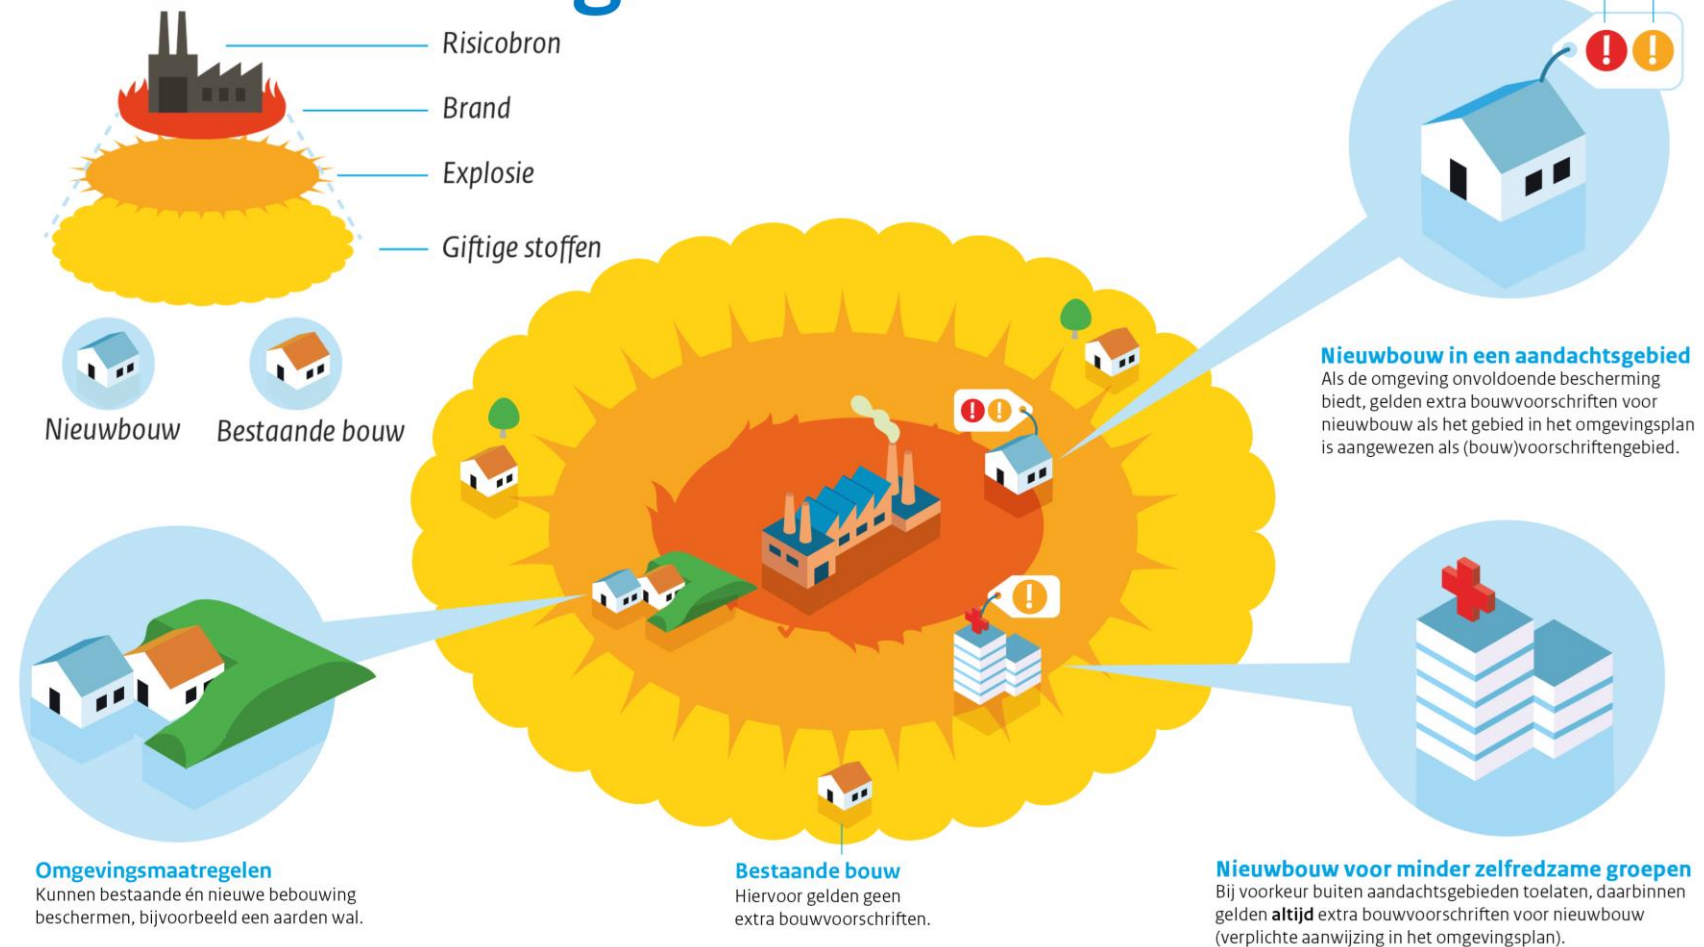 Risicobron
Brand
Explosie
Giftige stoffen
Nieuwbouw
Bestaande bouw
Nieuwbouw in een aandachtsgebied
Als de omgeving onvoldoende bescherming
biedt, gelden extra bouwvoorschriften voor
nieuwbouw als het gebied in het omgevingsplan
is aangewezen als (bouw)voorschriftengebied.
Omgevingsmaatregelen
Kunnen bestaande én nieuwe bebouwing
beschermen, bijvoorbeeld een aarden wal.
Bestaande bouw
Hiervoor gelden geen
extra bouwvoorschriften.
Nieuwbouw voor minder zelfredzame groepen
Bij voorkeur buiten aandachtsgebieden toelaten, daarbinnen
gelden altijd extra bouwvoorschriften voor nieuwbouw
(verplichte aanwijzing in het omgevingsplan).